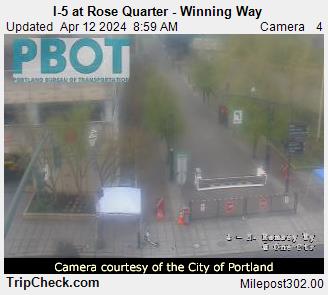 I-5 at Rose Quarter - Winning Way
Updated Apr 12 2024 8:59 AM Camera 4
PBOT
PORTLAND BUREAU OF TRANSPORTATION
Camera courtesy of the City of Portland
TripCheck.com Milepost302.00